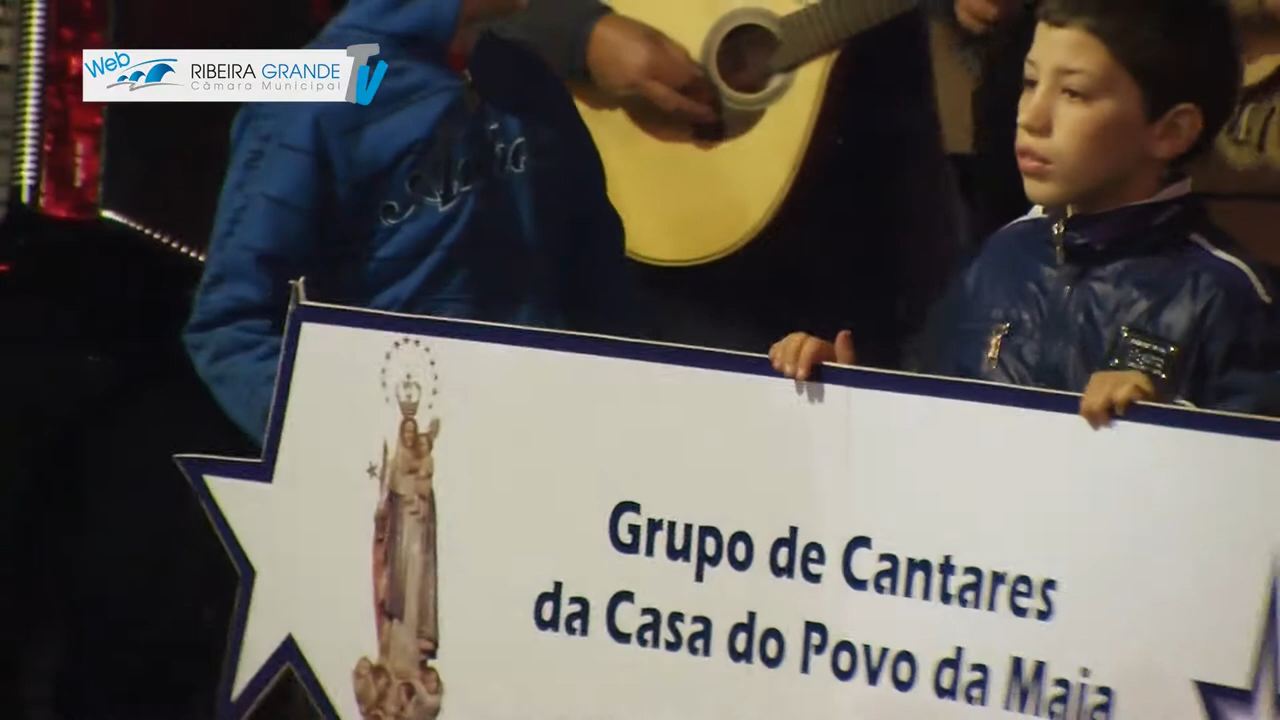 Web
RIBEIRA GRANDE TV
Câmara Municipal
Grupo de Cantares
da Casa do Povo da Maia